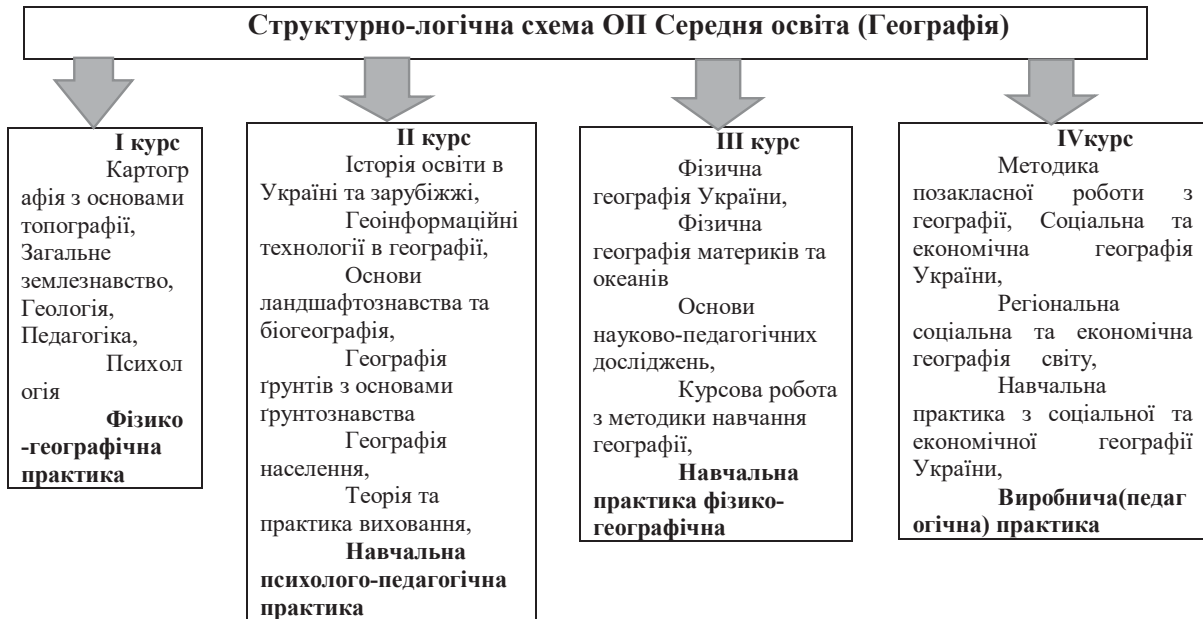 Структурно-логічна схема ОП Середня освіта (Географія)
І курс
Картогр
афія з основами
топографії,
Загальне
землезнавство,
Геологія,
Педагогіка,
Психол
огія
Фізико
-географічна
практика
ІІ курс
Історія освіти в
Україні та зарубіжжі,
Геоінформаційні
технології в географії,
Основи
ландшафтознавства та
біогеографія,
Географія
ґрунтів з основами
ґрунтознавства
Географія
населення,
Теорія та
практика виховання,
Навчальна
психолого-педагогічна
практика
ІІІ курс
Фізична
географія України,
Фізична
географія материків та
океанів
Основи
науково-педагогічних
досліджень,
Курсова робота
з методики навчання
географії,
Навчальна
практика фізико-
географічна
ІVкурс
Методика
позакласної роботи з
географії, Соціальна та
економічна географія
України,
Регіональна
соціальна та економічна
географія світу,
Навчальна
практика з соціальної та
економічної географії
України,
Виробнича(педаг
огічна) практика